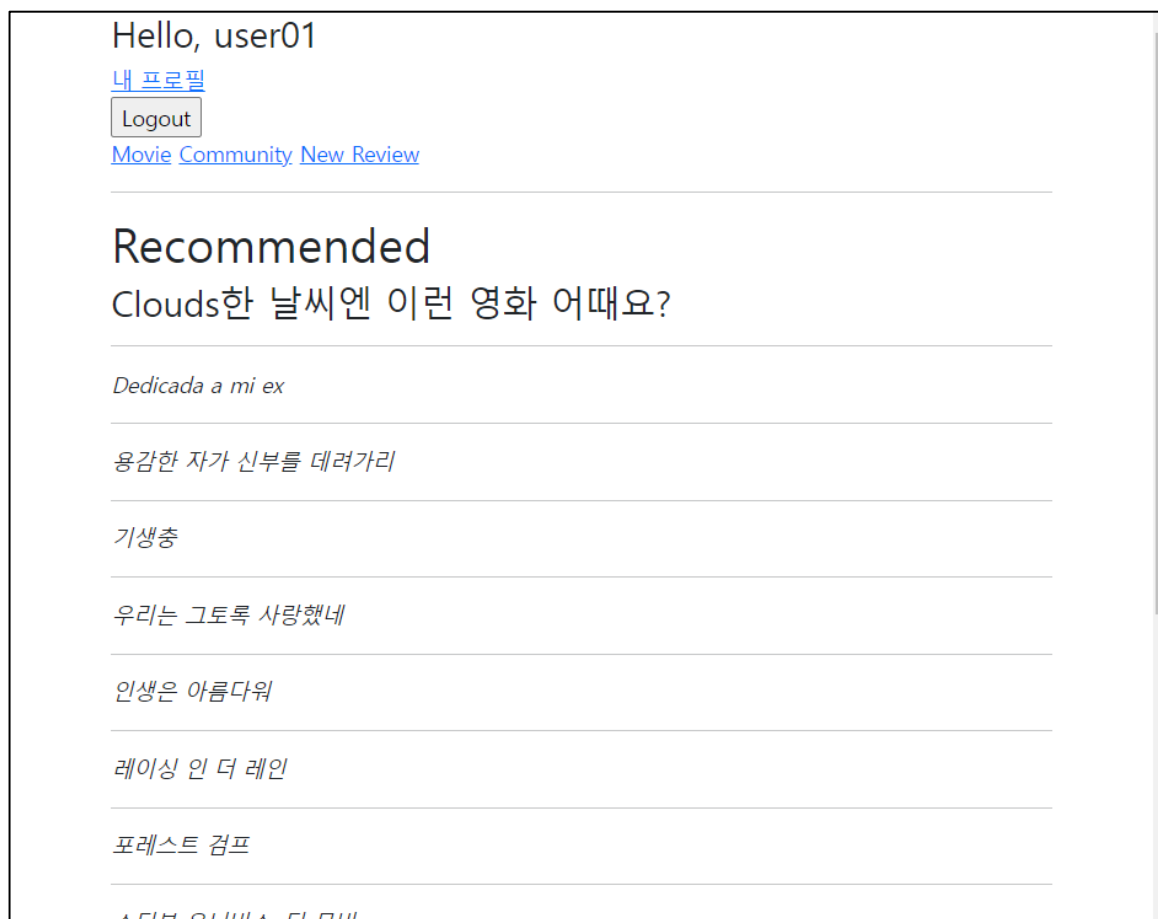 Hello, user01
내 프로필
Logout
Movie Community New Review
Recommended
Clouds한 날씨엔 이런 영화 어때요?
Dedicada a mi ex
용감한 자가 신부를 데려가리
기생충
우리는 그토록 사랑했네
인생은 아름다워
레이싱 인 더 레인
포레스트 검프